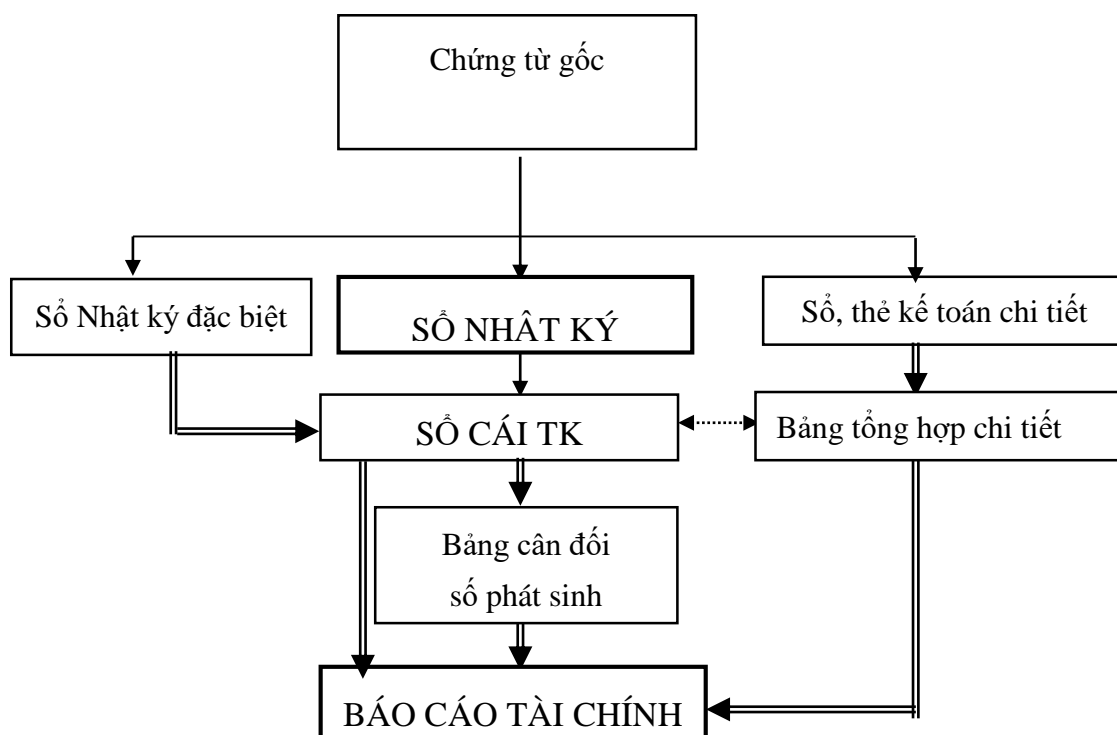 Chứng từ gốc
Sổ Nhật ký đặc biệt
SỔ NHÂT KÝ
Sổ, thẻ kế toán chi tiết
SỔ CÁI TK
Bảng tổng hợp chi tiết
Bảng cân đối
số phát sinh
BÁO CÁO TÀI CHÍNH